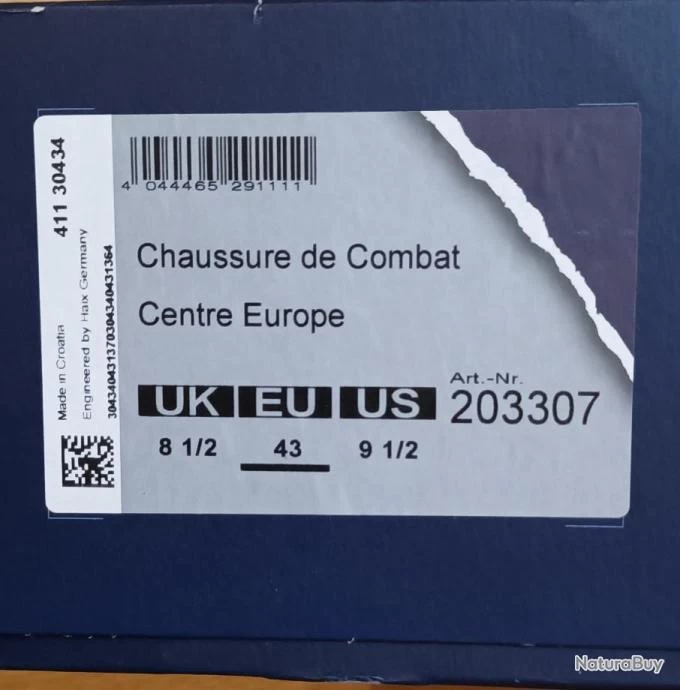 411 30434
Made in Croatia
Engineered by Haix Germany
3043404313703043404313​64
4 044465 291111
Chaussure de Combat
Centre Europe
UK EU US
8 1/2 43 9 1/2
Art.-Nr.
203307
NaturaBuy